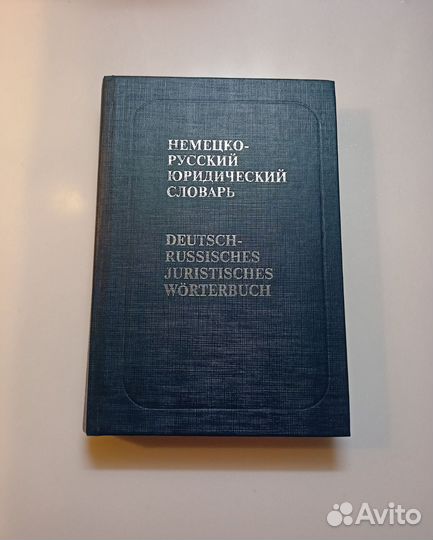 НЕМЕЦКО-
РУССКИЙ
ЮРИДИЧЕСКИЙ
СЛОВАРЬ
DEUTSCH-
RUSSISCHES
JURISTISCHES
WÖRTERBUCH
Avito